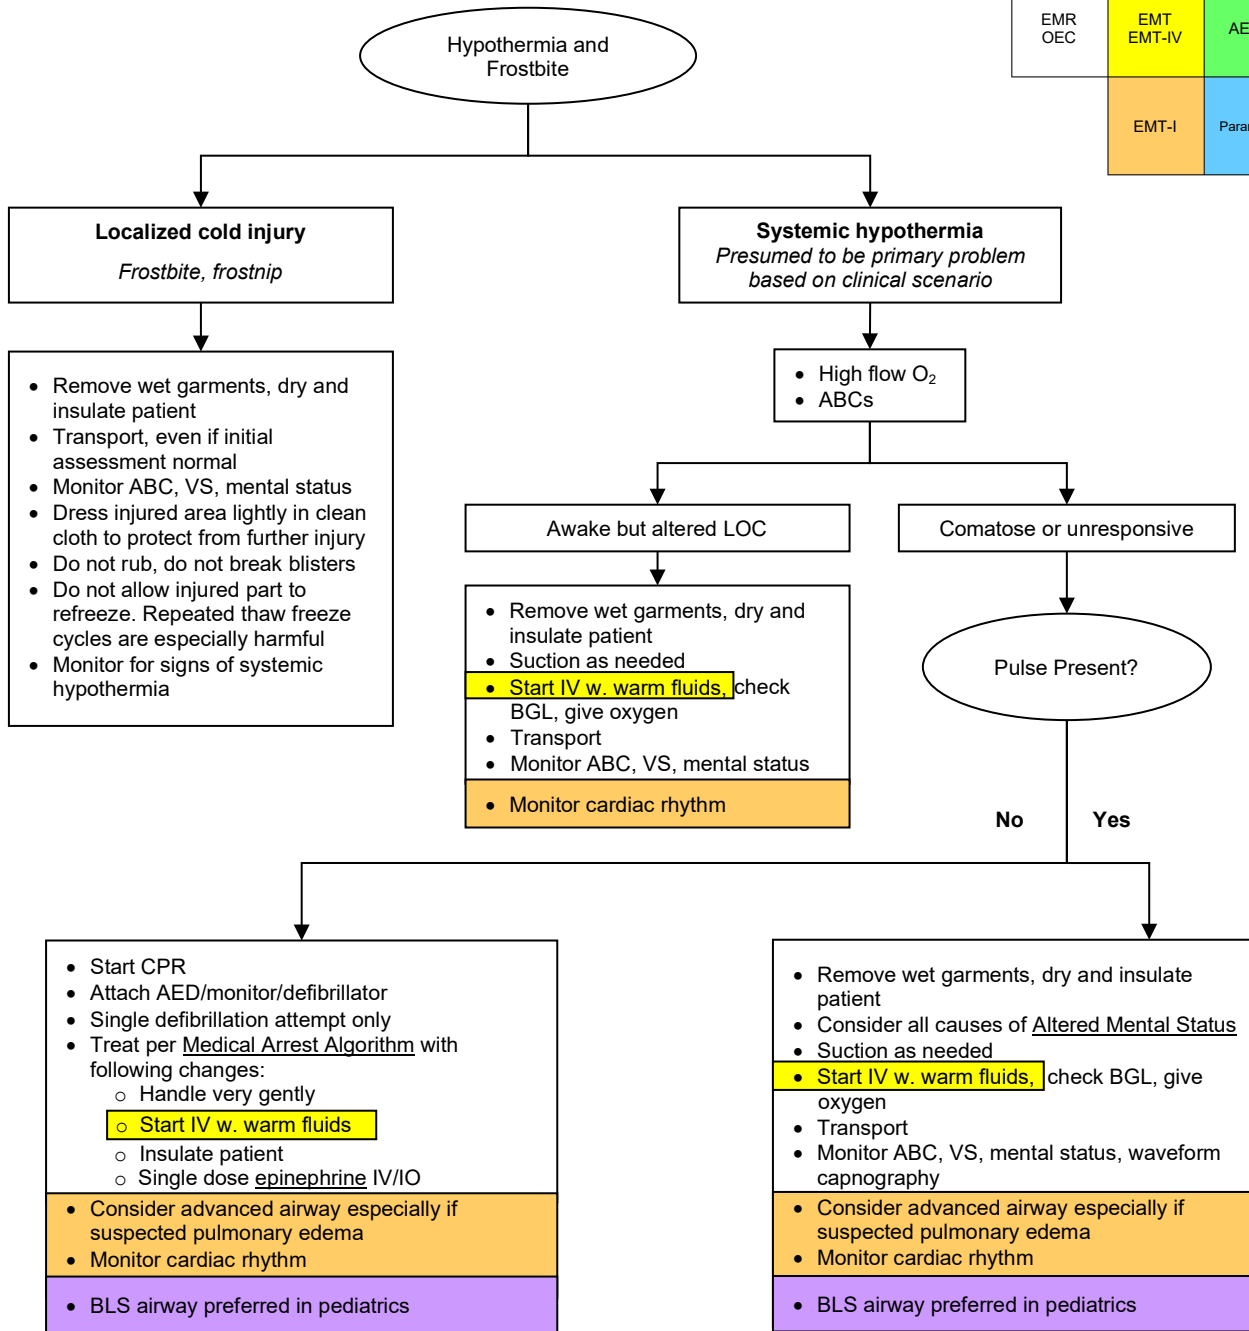 Hypothermia and
Frostbite
EMR
OEC
EMT
EMT-IV
AE
EMT-I
Para
Localized cold injury
Frostbite, frostnip
Systemic hypothermia
Presumed to be primary problem
based on clinical scenario
• Remove wet garments, dry and
insulate patient
• Transport, even if initial
assessment normal
• Monitor ABC, VS, mental status
• Dress injured area lightly in clean
cloth to protect from further injury
• Do not rub, do not break blisters
• Do not allow injured part to
refreeze. Repeated thaw freeze
cycles are especially harmful
• Monitor for signs of systemic
hypothermia
• High flow O₂
• ABCs
Awake but altered LOC
Comatose or unresponsive
• Remove wet garments, dry and
insulate patient
• Suction as needed
• Start IV w. warm fluids, check
BGL, give oxygen
• Transport
• Monitor ABC, VS, mental status
• Monitor cardiac rhythm
Pulse Present?
No
Yes
• Start CPR
• Attach AED/monitor/defibrillator
• Single defibrillation attempt only
• Treat per Medical Arrest Algorithm with
following changes:
o Handle very gently
o Start IV w. warm fluids
o Insulate patient
o Single dose epinephrine IV/IO
• Consider advanced airway especially if
suspected pulmonary edema
• Monitor cardiac rhythm
• BLS airway preferred in pediatrics
• Remove wet garments, dry and insulate
patient
• Consider all causes of Altered Mental Status
• Suction as needed
• Start IV w. warm fluids, check BGL, give
oxygen
• Transport
• Monitor ABC, VS, mental status, waveform
capnography
• Consider advanced airway especially if
suspected pulmonary edema
• Monitor cardiac rhythm
• BLS airway preferred in pediatrics